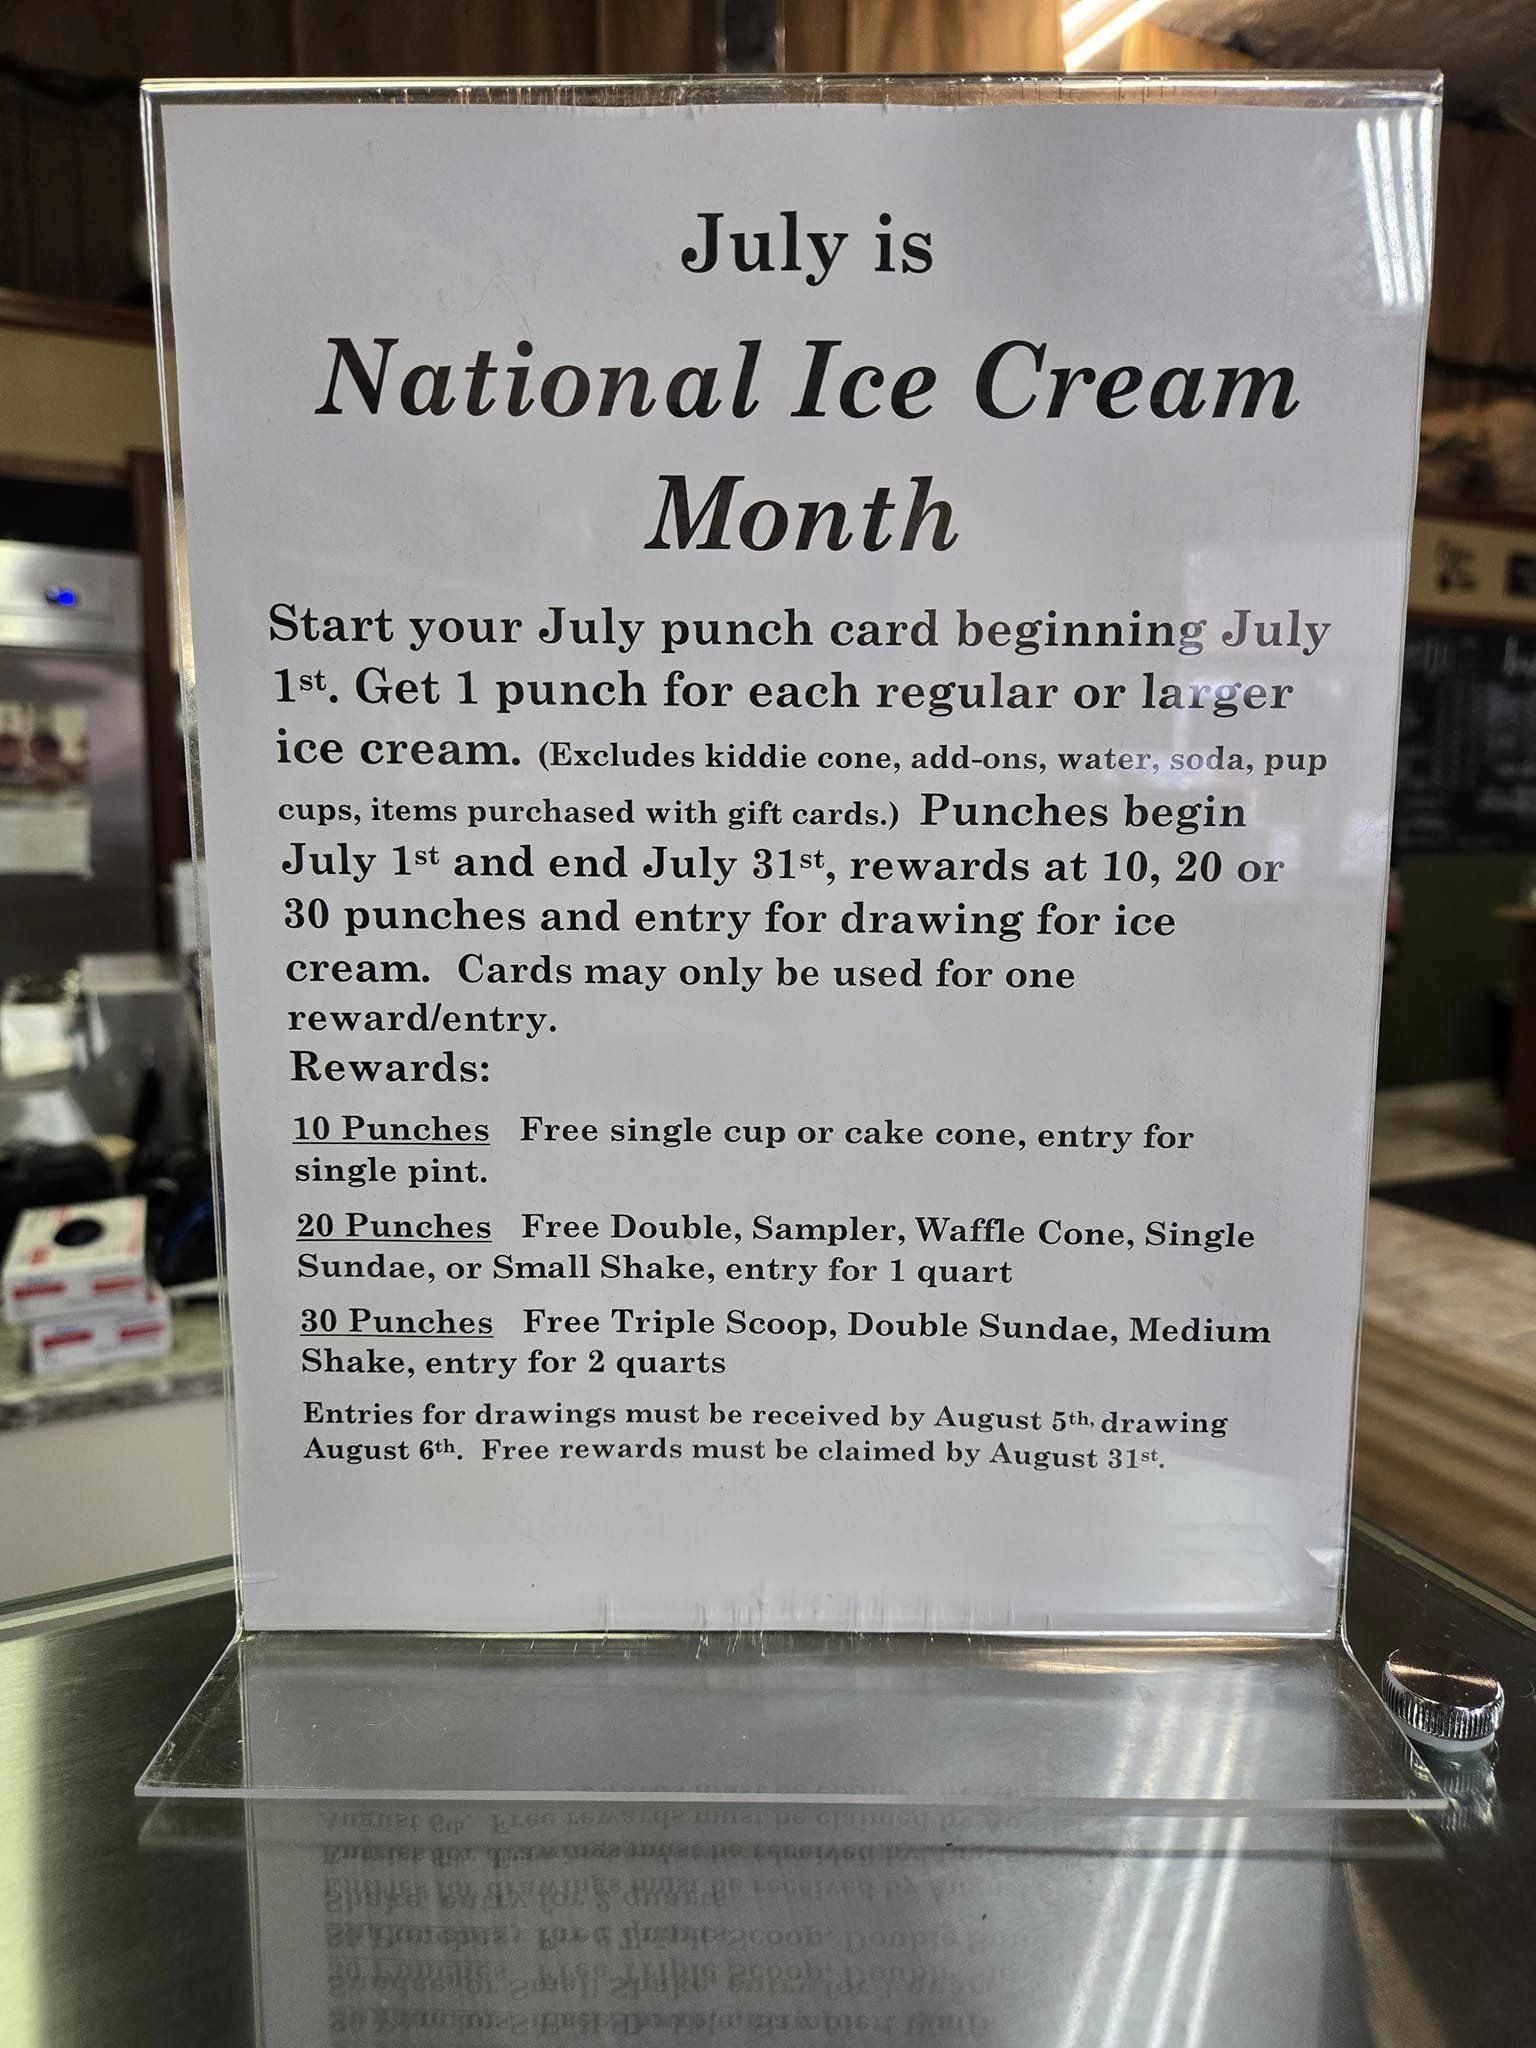 July is
National Ice Cream
Month
Start your July punch card beginning July
1st. Get 1 punch for each regular or larger
ice cream. (Excludes kiddie cone, add-ons, water, soda, pup
cups, items purchased with gift cards.) Punches begin
July 1st and end July 31st, rewards at 10, 20 or
30 punches and entry for drawing for ice
cream. Cards may only be used for one
reward/entry.
Rewards:
10 Punches Free single cup or cake cone, entry for
single pint.
20 Punches Free Double, Sampler, Waffle Cone, Single
Sundae, or Small Shake, entry for 1 quart
30 Punches Free Triple Scoop, Double Sundae, Medium
Shake, entry for 2 quarts
Entries for drawings must be received by August 5th, drawing
August 6th. Free rewards must be claimed by August 31st.